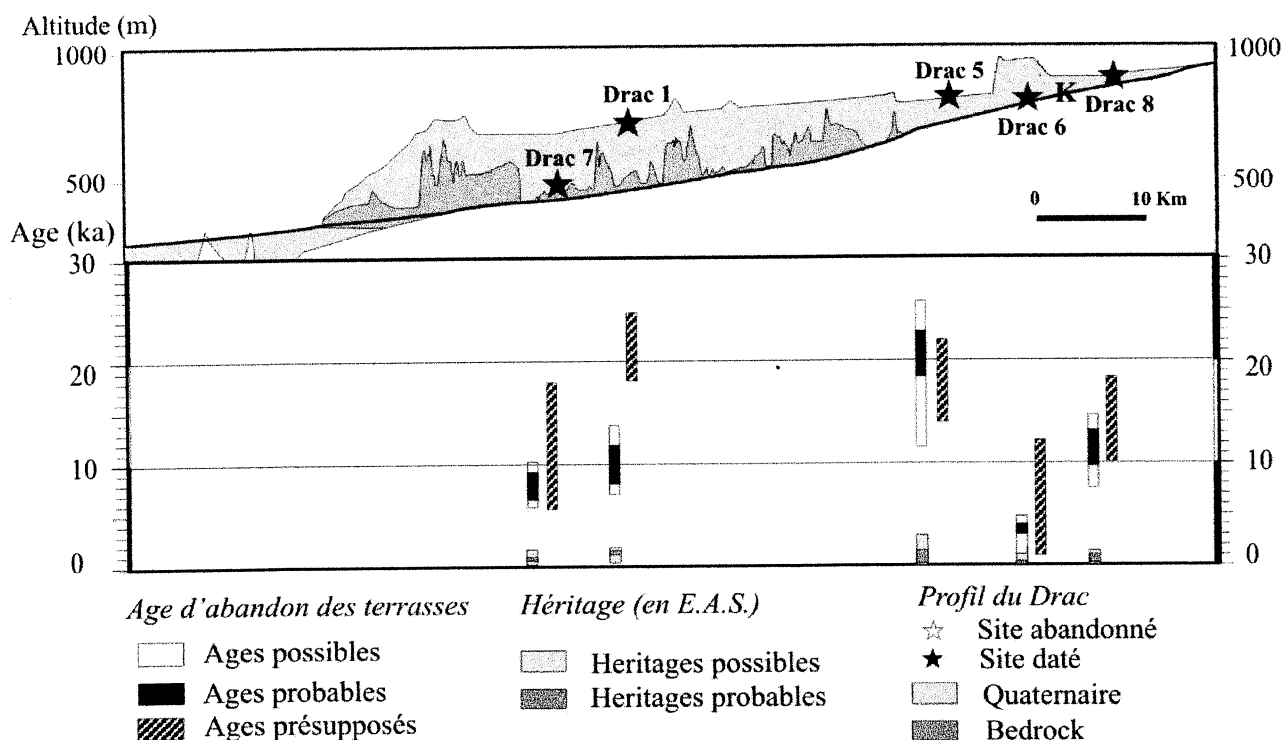 Altitude (m)
1000
1000
Drac 5
Drac 1
K
Drac 8
Drac 6
Drac 7
500
500
0
10 Km
Age (ka)
30
30
20
20
10
10
0
0
Age d'abandon des terrasses
Héritage (en E.A.S.)
Profil du Drac
Ages possibles
Ages probables
Ages présupposés
Heritages possibles
Heritages probables
Site abandonné
Site daté
Quaternaire
Bedrock